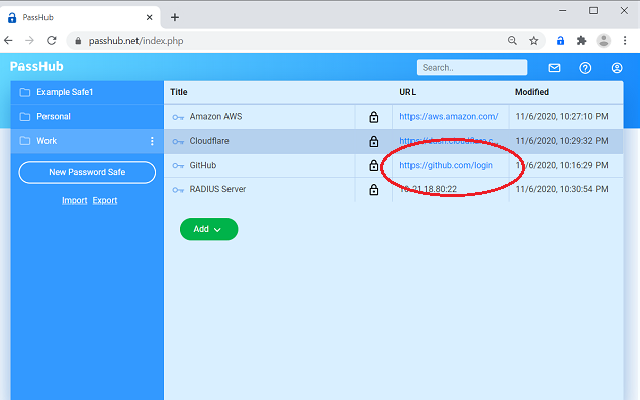 PassHub
passhub.net/index.php
PassHub
Search..
Example Safe1
Personal
Work
New Password Safe
Import Export
Title URL Modified
Amazon AWS https://aws.amazon.com/ 11/6/2020, 10:27:10 PM
Cloudflare https://dash.cloudflare.c... 11/6/2020, 10:29:32 PM
GitHub https://github.com/login 11/6/2020, 10:16:29 PM
RADIUS Server 10.21.18.80:22 11/6/2020, 10:30:54 PM
Add